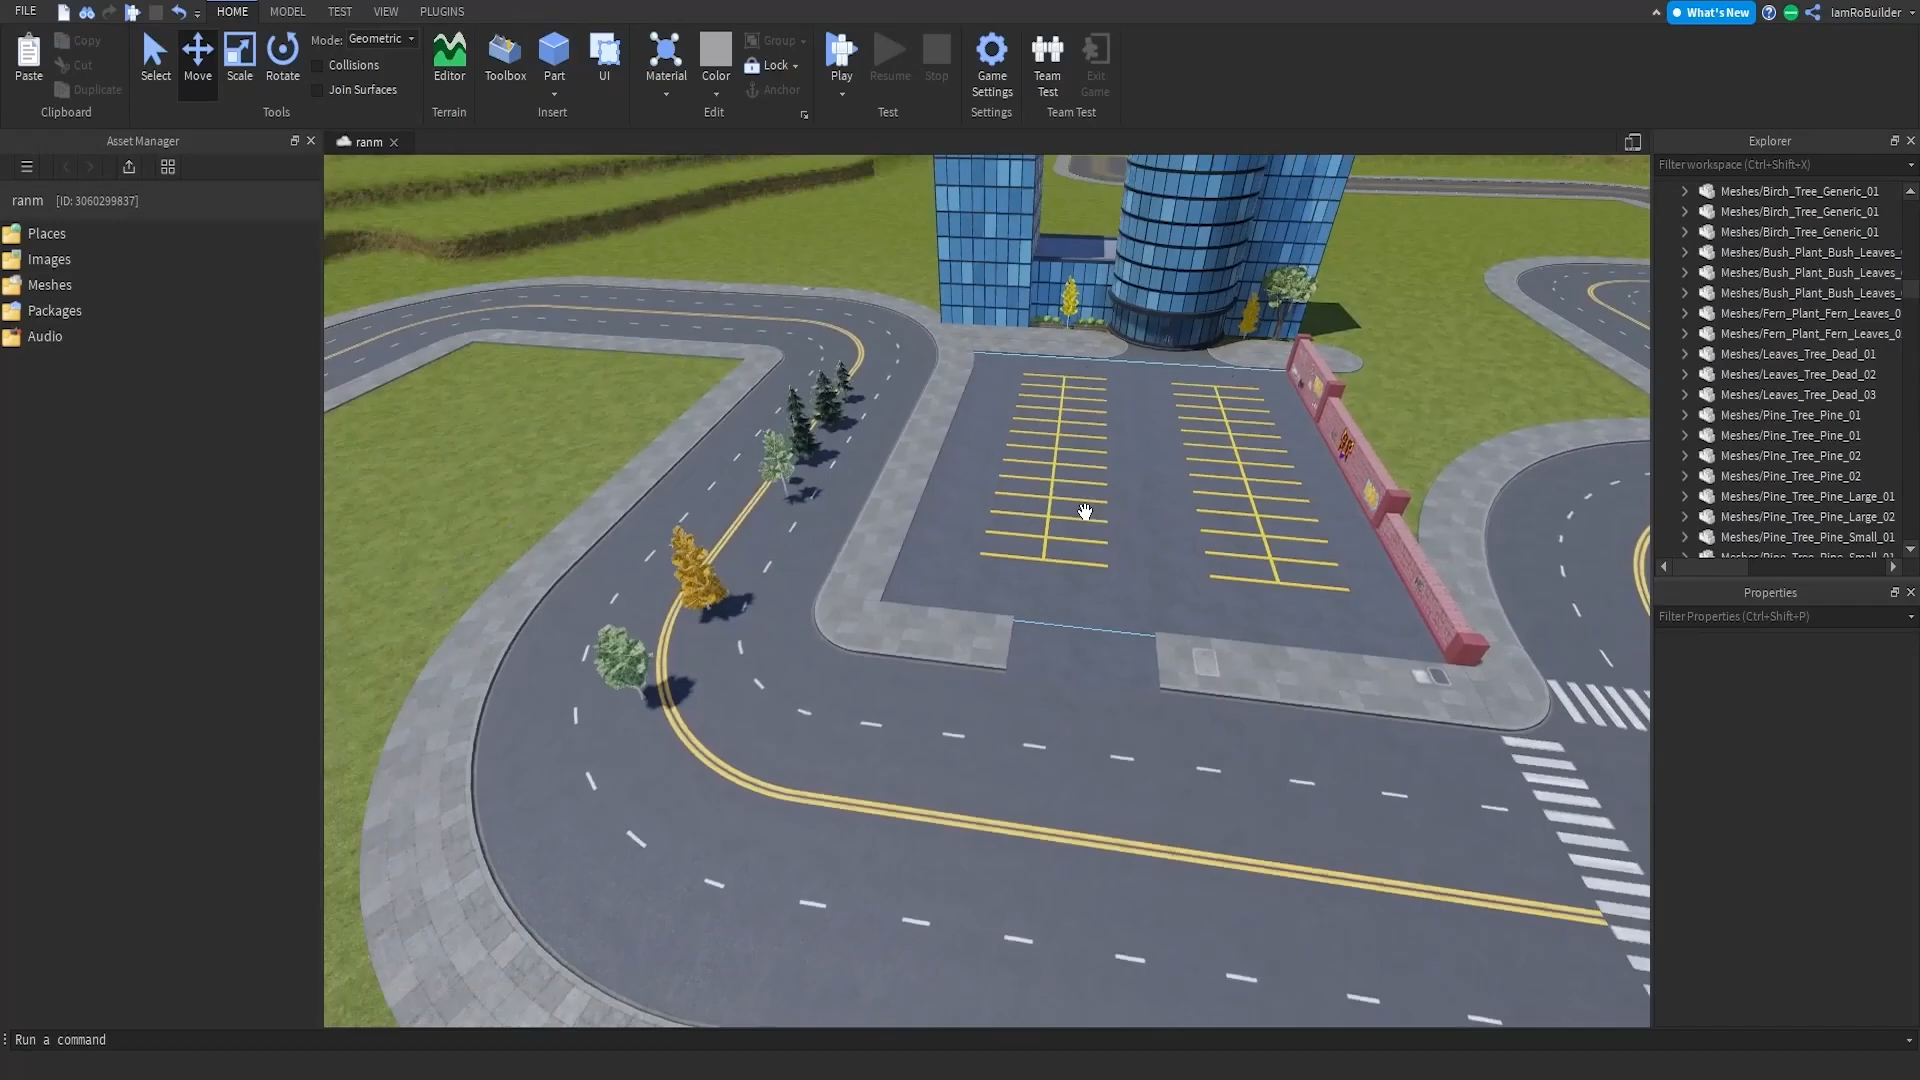 FILE
HOME
MODEL
TEST
VIEW
PLUGINS
What's New
IamRoBuilder
Paste
Copy
Cut
Duplicate
Clipboard
Select
Move
Scale
Rotate
Mode: Geometric
Collisions
Join Surfaces
Tools
Editor
Terrain
Toolbox
Part
UI
Insert
Material
Color
Group
Lock
Anchor
Edit
Play
Resume
Stop
Test
Game
Settings
Settings
Team
Test
Exit
Game
Team Test
Asset Manager
ranm [ID: 3060299837]
Places
Images
Meshes
Packages
Audio
ranm
Explorer
Filter workspace (Ctrl+Shift+X)
Meshes/Birch_Tree_Generic_01
Meshes/Birch_Tree_Generic_01
Meshes/Birch_Tree_Generic_01
Meshes/Bush_Plant_Bush_Leaves_
Meshes/Bush_Plant_Bush_Leaves_
Meshes/Bush_Plant_Bush_Leaves_
Meshes/Fern_Plant_Fern_Leaves_0
Meshes/Fern_Plant_Fern_Leaves_0
Meshes/Leaves_Tree_Dead_01
Meshes/Leaves_Tree_Dead_02
Meshes/Leaves_Tree_Dead_03
Meshes/Pine_Tree_Pine_01
Meshes/Pine_Tree_Pine_01
Meshes/Pine_Tree_Pine_02
Meshes/Pine_Tree_Pine_02
Meshes/Pine_Tree_Pine_Large_01
Meshes/Pine_Tree_Pine_Large_02
Meshes/Pine_Tree_Pine_Small_01
Meshes/Pine_Tree_Pine_Small_01
Properties
Filter Properties (Ctrl+Shift+P)
Run a command